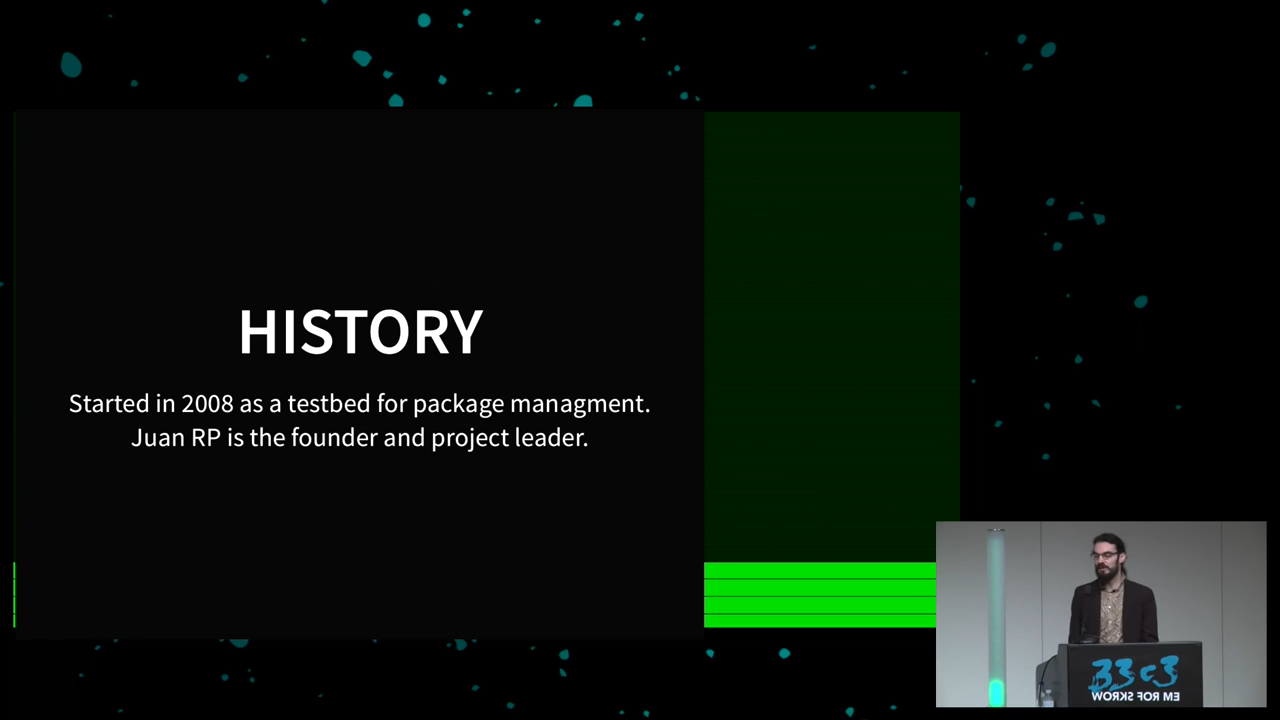 HISTORY
Started in 2008 as a testbed for package managment.
Juan RP is the founder and project leader.
33c3
WORKS FOR ME